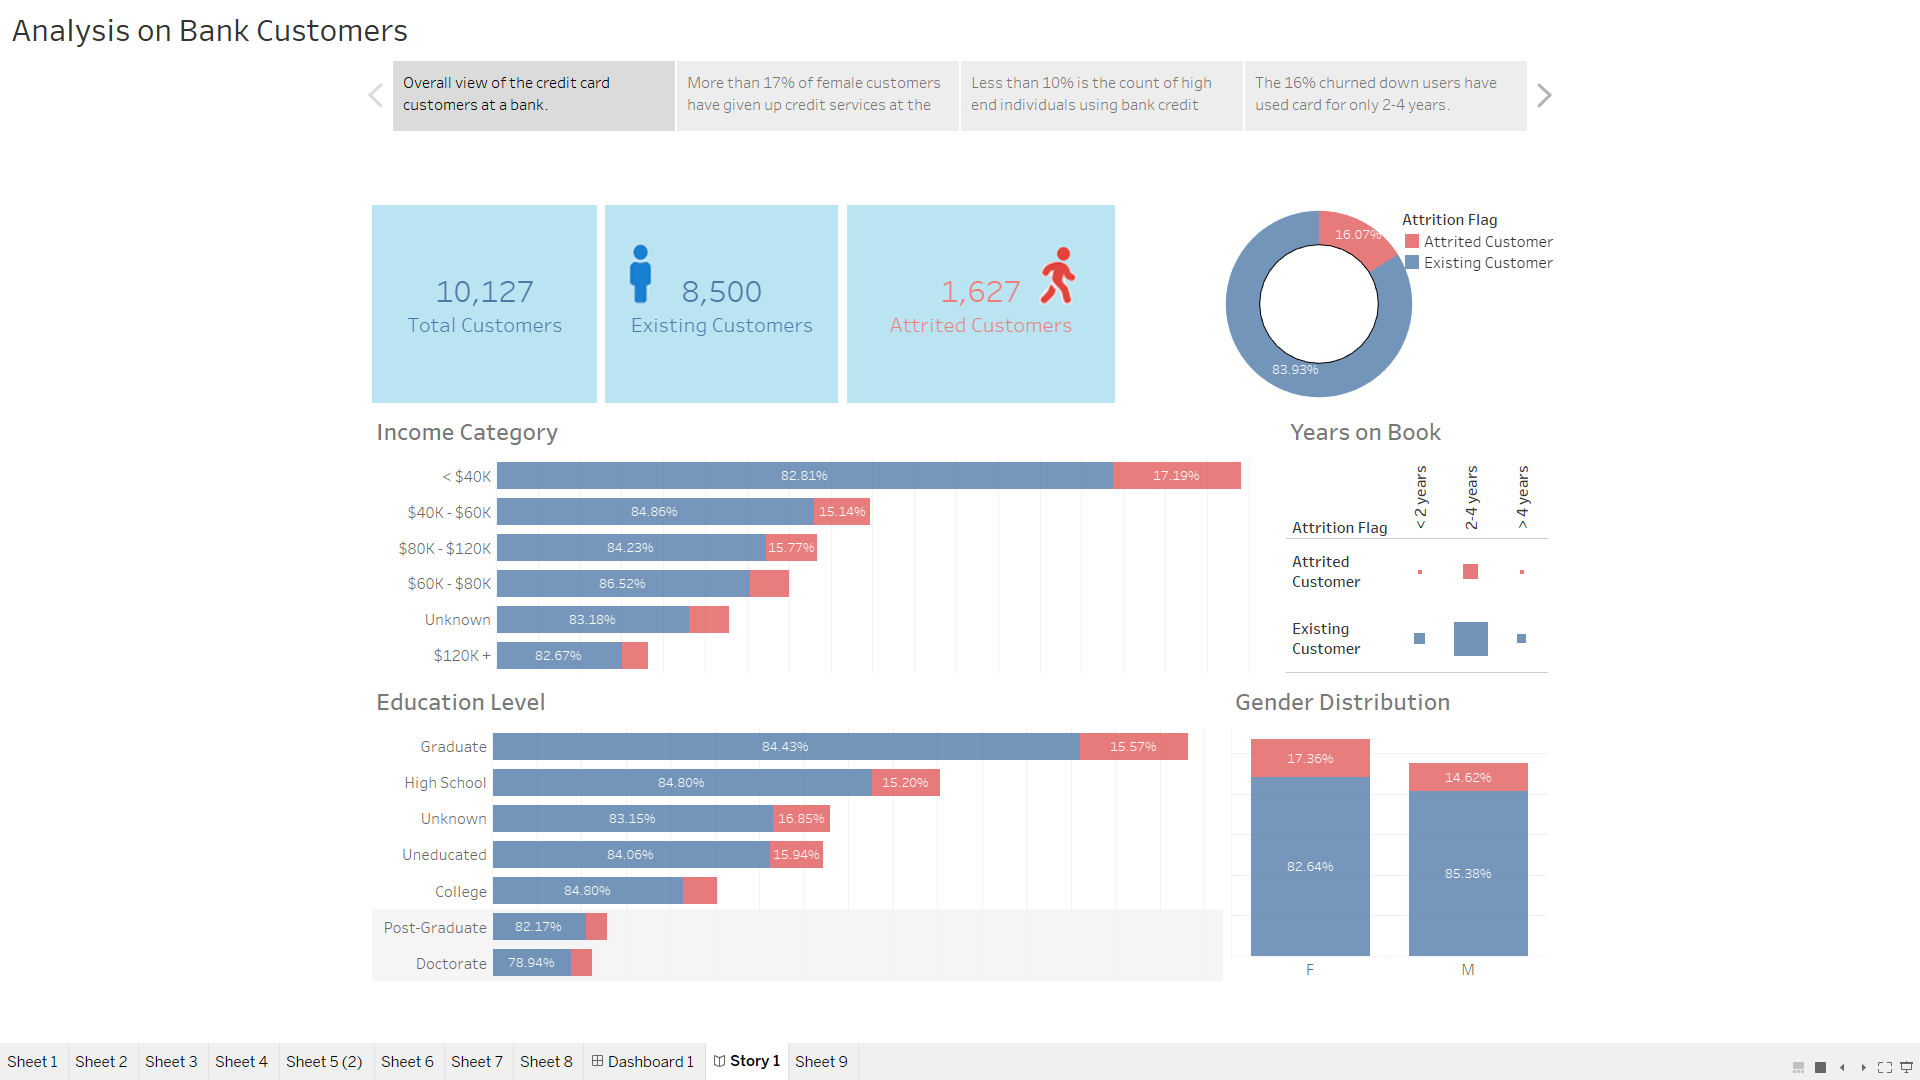 Analysis on Bank Customers
Overall view of the credit card
customers at a bank.
More than 17% of female customers
have given up credit services at the
Less than 10% is the count of high
end individuals using bank credit
The 16% churned down users have
used card for only 2-4 years.
10,127
Total Customers
8,500
Existing Customers
1,627
Attrited Customers
16.07%
83.93%
Attrition Flag
Attrited Customer
Existing Customer
Income Category
< $40K 82.81% 17.19%
$40K - $60K 84.86% 15.14%
$80K - $120K 84.23% 15.77%
$60K - $80K 86.52%
Unknown 83.18%
$120K + 82.67%
Years on Book
Attrition Flag < 2 years 2-4 years > 4 years
Attrited
Customer
Existing
Customer
Education Level
Graduate 84.43% 15.57%
High School 84.80% 15.20%
Unknown 83.15% 16.85%
Uneducated 84.06% 15.94%
College 84.80%
Post-Graduate 82.17%
Doctorate 78.94%
Gender Distribution
17.36%
14.62%
82.64%
85.38%
F M
Sheet 1 Sheet 2 Sheet 3 Sheet 4 Sheet 5 (2) Sheet 6 Sheet 7 Sheet 8 Dashboard 1 Story 1 Sheet 9